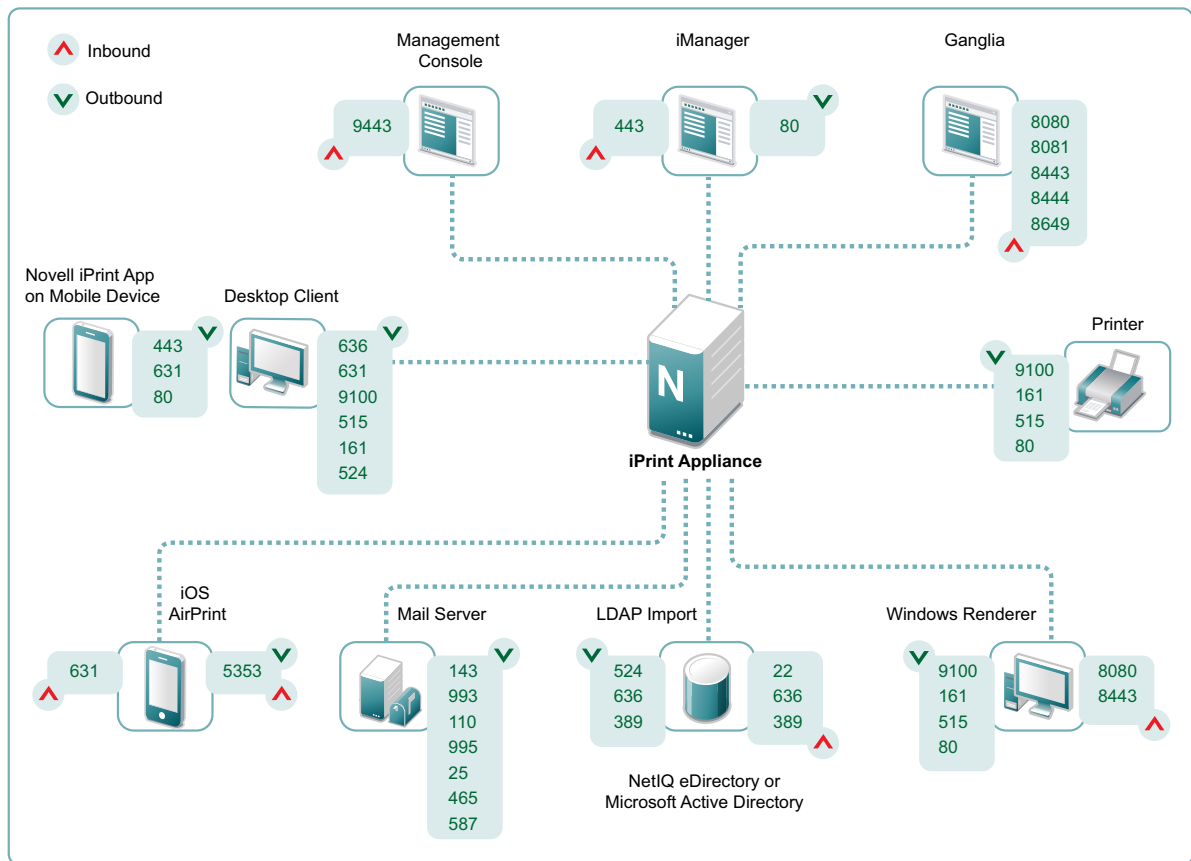 Inbound
Outbound
Management
Console
9443
iManager
443
80
Ganglia
8080
8081
8443
8444
8649
Novell iPrint App
on Mobile Device
443
631
80
Desktop Client
636
631
9100
515
161
524
N
iPrint Appliance
Printer
9100
161
515
80
iOS
AirPrint
631
5353
Mail Server
143
993
110
995
25
465
587
LDAP Import
524
636
389
22
636
389
NetIQ eDirectory or
Microsoft Active Directory
Windows Renderer
9100
161
515
80
8080
8443